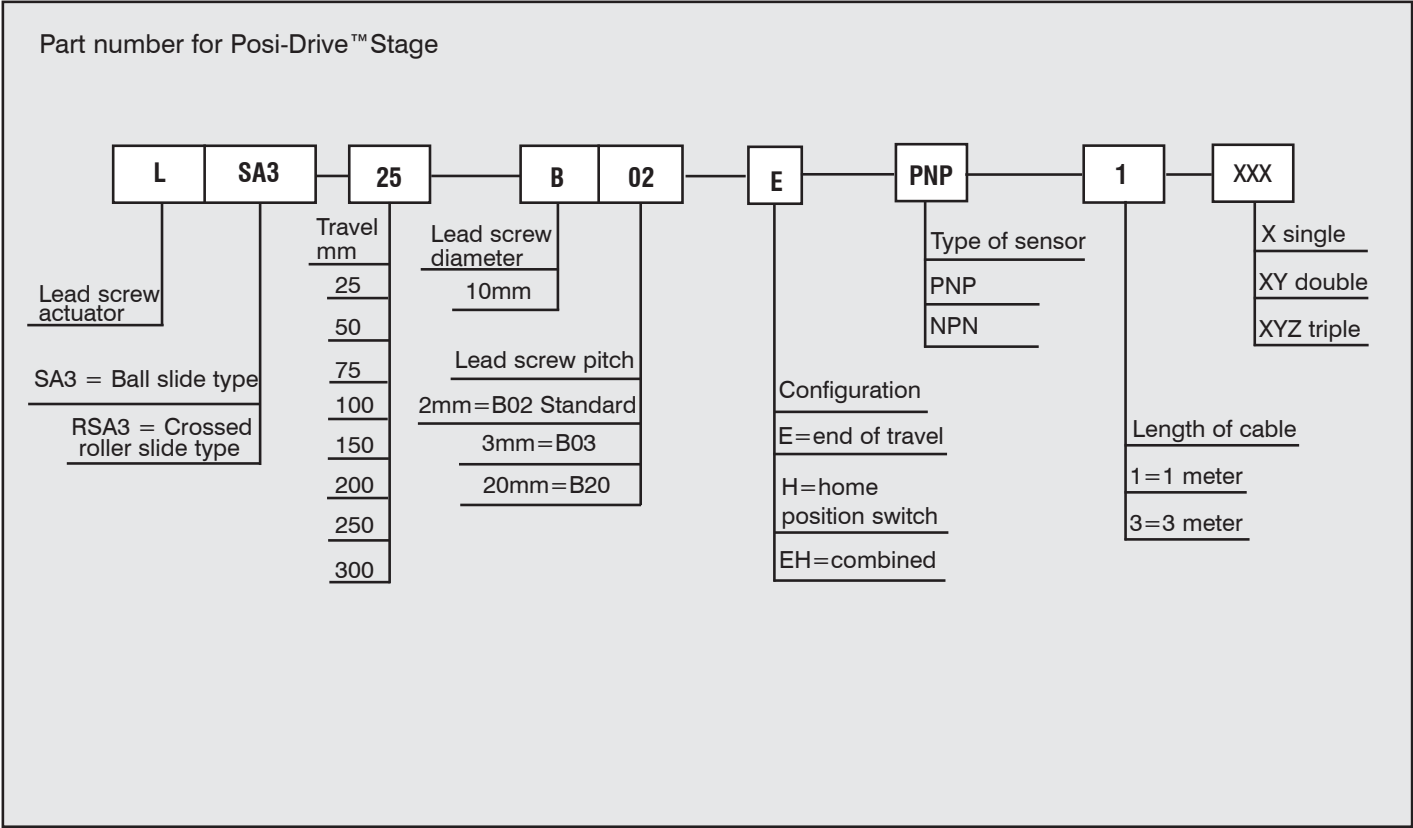 Part number for Posi-Drive™Stage
L
SA3
25
B
02
E
PNP
1
XXX
Lead screw
actuator
SA3 = Ball slide type
RSA3 = Crossed
roller slide type
Travel
mm
25
50
75
100
150
200
250
300
Lead screw
diameter
10mm
Lead screw pitch
2mm=B02 Standard
3mm=B03
20mm=B20
Configuration
E=end of travel
H=home
position switch
EH=combined
Type of sensor
PNP
NPN
Length of cable
1=1 meter
3=3 meter
X single
XY double
XYZ triple